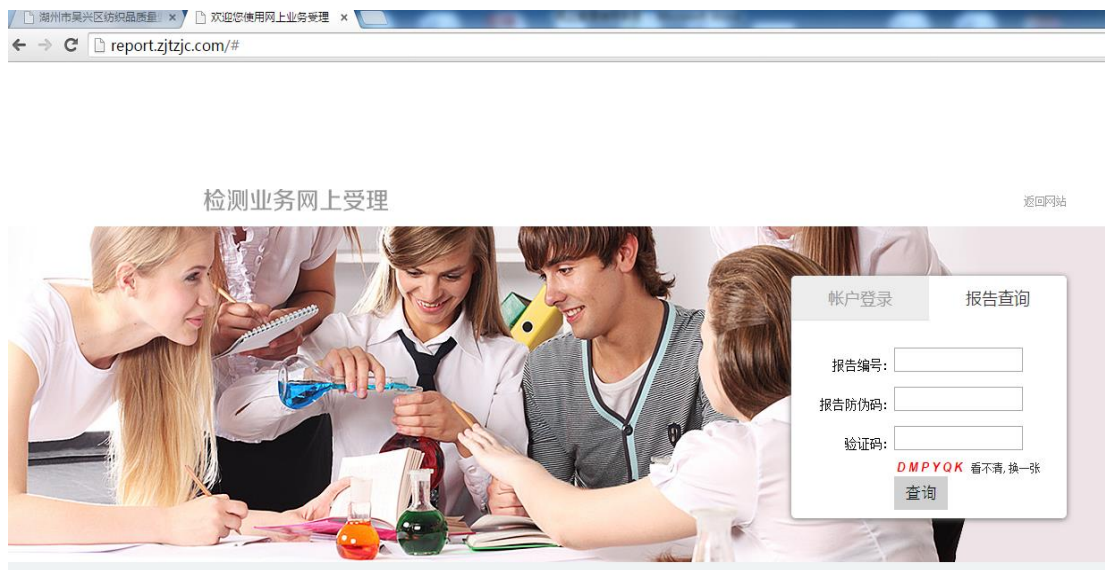 湖州市吴兴区纺织品质量
欢迎您使用网上业务受理
report.zjtzjc.com/#
检测业务网上受理
返回网站
帐户登录
报告查询
报告编号:
报告防伪码:
验证码:
DMPYQK 看不清,换一张
查询